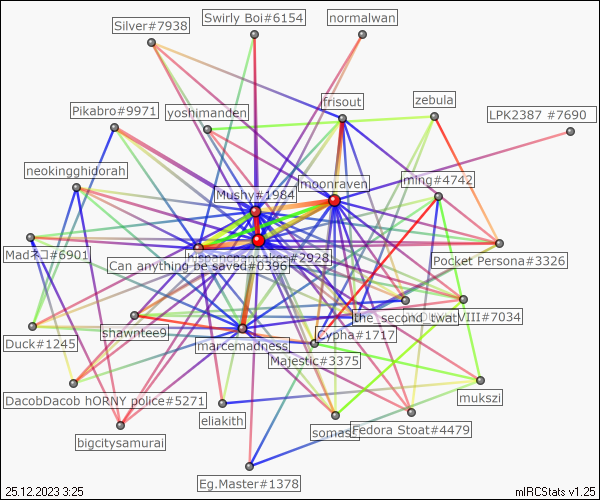 Swirly Boi#6154
normalwan
Silver#7938
frisout
zebula
Pikabro#9971
yoshimanden
LPK2387 #7690
neokingghidorah
moonraven
ming#4742
Mushy#1984
Mad
#6901
#2928
Pocket Persona#3326
Can anything be saved#0396
shawntee9
the_second_twat
VIII#7034
Duck#1245
Cypha#1717
marcemadness
Majestic#3375
DacobDacob hORNY police#5271
mukszi
eliakith
somast
Fedora Stoat#4479
bigcitysamurai
Eg.Master#1378
25.12.2023 3:25
mIRCStats v1.25